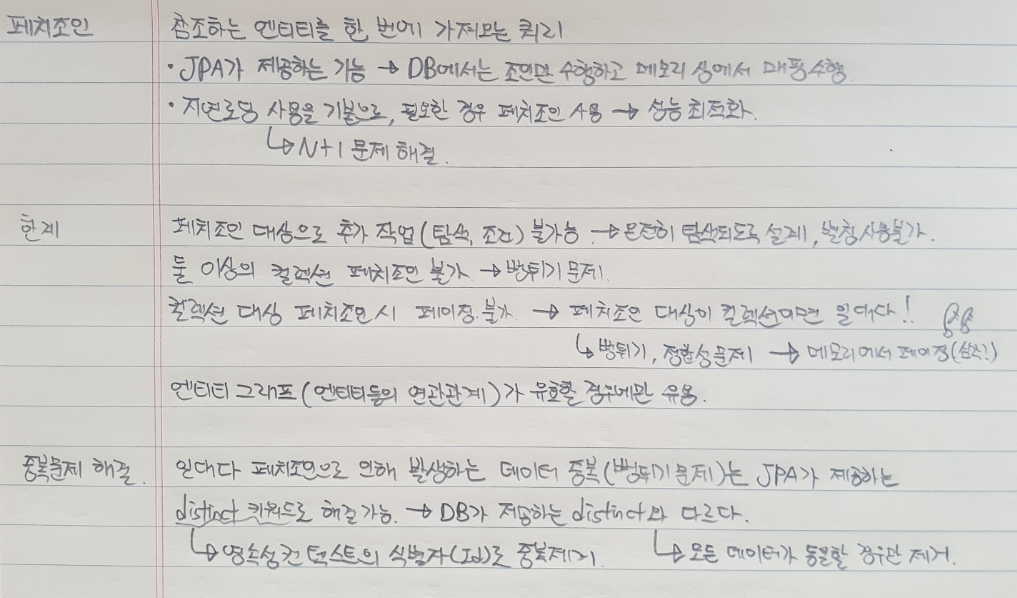 페치조인 참조하는 엔티티를 한 번에 가져오는 쿼리
· JPA가 제공하는 기능 → DB에서는 조인만 수행하고 메모리 상에서 매핑수행.
· 지연로딩 사용을 기본으로, 필요한 경우 페치조인 사용 → 성능 최적화.
↳ N+1 문제 해결.
한계 페치조인 대상으로 추가 작업(탐색, 조건) 불가능 → 온전히 탐색되도록 설계, 별칭사용불가.
둘 이상의 컬렉션 페치조인 불가 → 뻥튀기 문제.
컬렉션 대상 페치조인시 페이징 불가 → 페치조인 대상이 컬렉션이면 일대다!
↳ 뻥튀기, 정합성문제 → 메모리에서 페이징(심각!)
엔티티 그래프(엔티티들의 연관관계)가 유효할 경우에만 유용.
중복문제 해결. 일대다 페치조인으로 인해 발생하는 데이터 중복(뻥튀기 문제)는 JPA가 제공하는
distinct 키워드로 해결 가능. → DB가 제공하는 distinct와 다르다.
↳ 영속성 컨텍스트의 식별자(Id)로 중복제거. ↳ 모든 데이터가 동일할 경우만 제거.